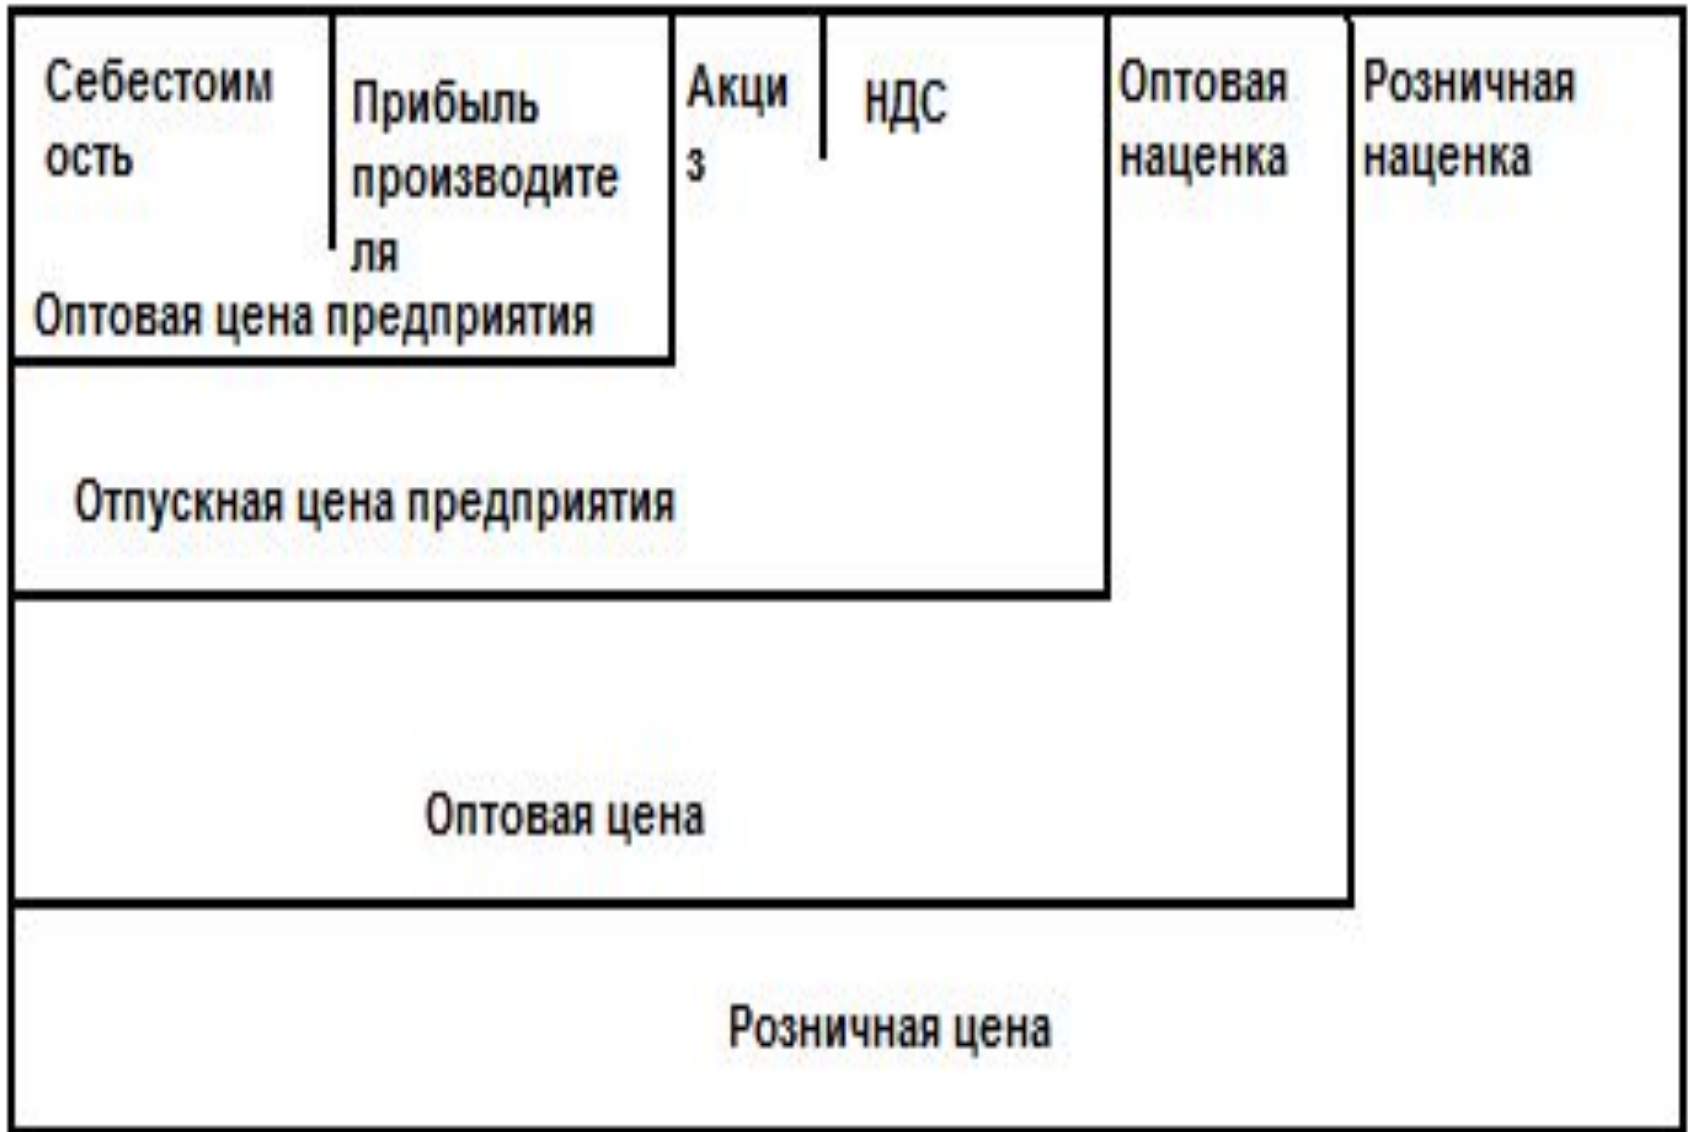 Себестоим
ость
Прибыль
производите
ля
Акци
з
НДС
Оптовая
наценка
Розничная
наценка
Оптовая цена предприятия
Отпускная цена предприятия
Оптовая цена
Розничная цена